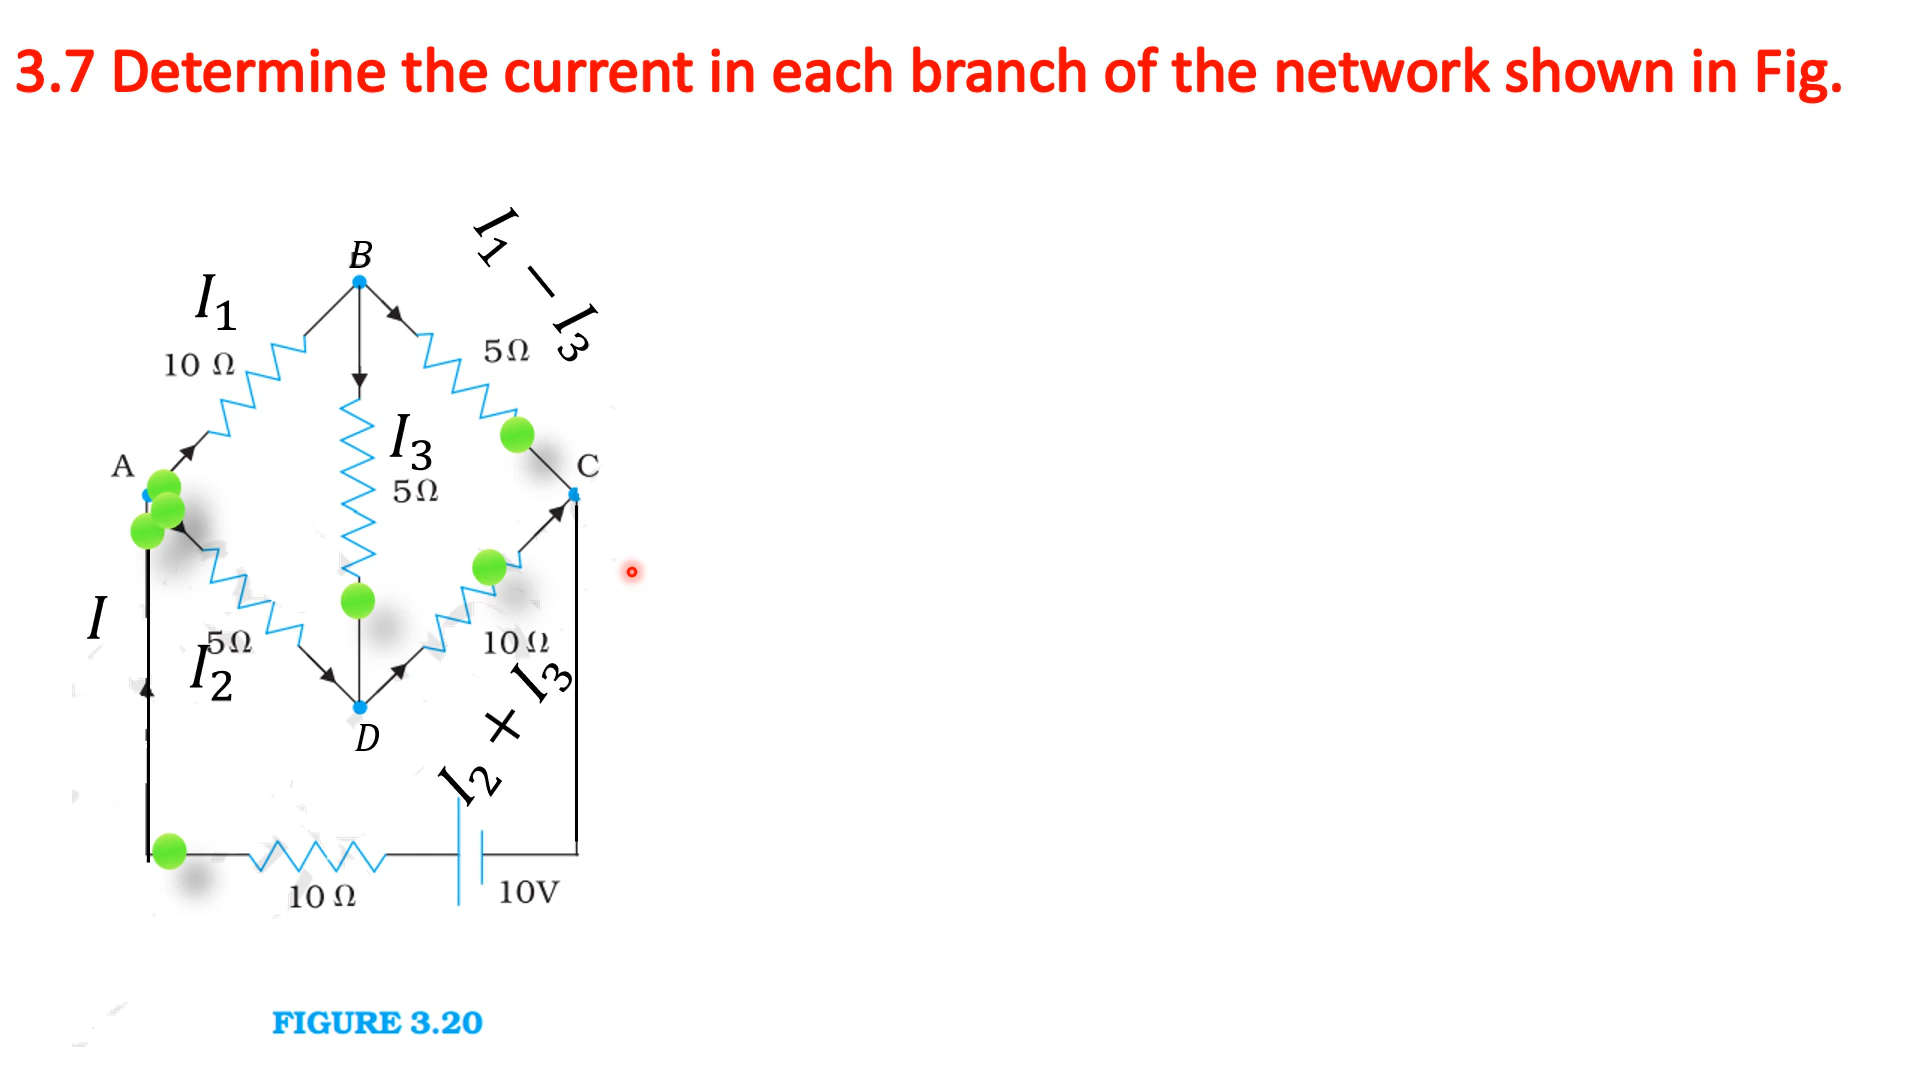 3.7 Determine the current in each branch of the network shown in Fig.
B
I₁ − I₃
I₁
10 Ω
5Ω
I₃
5Ω
A
C
I
5Ω
I₂
10 Ω
I₂ + I₃
D
10 Ω
10V
FIGURE 3.20